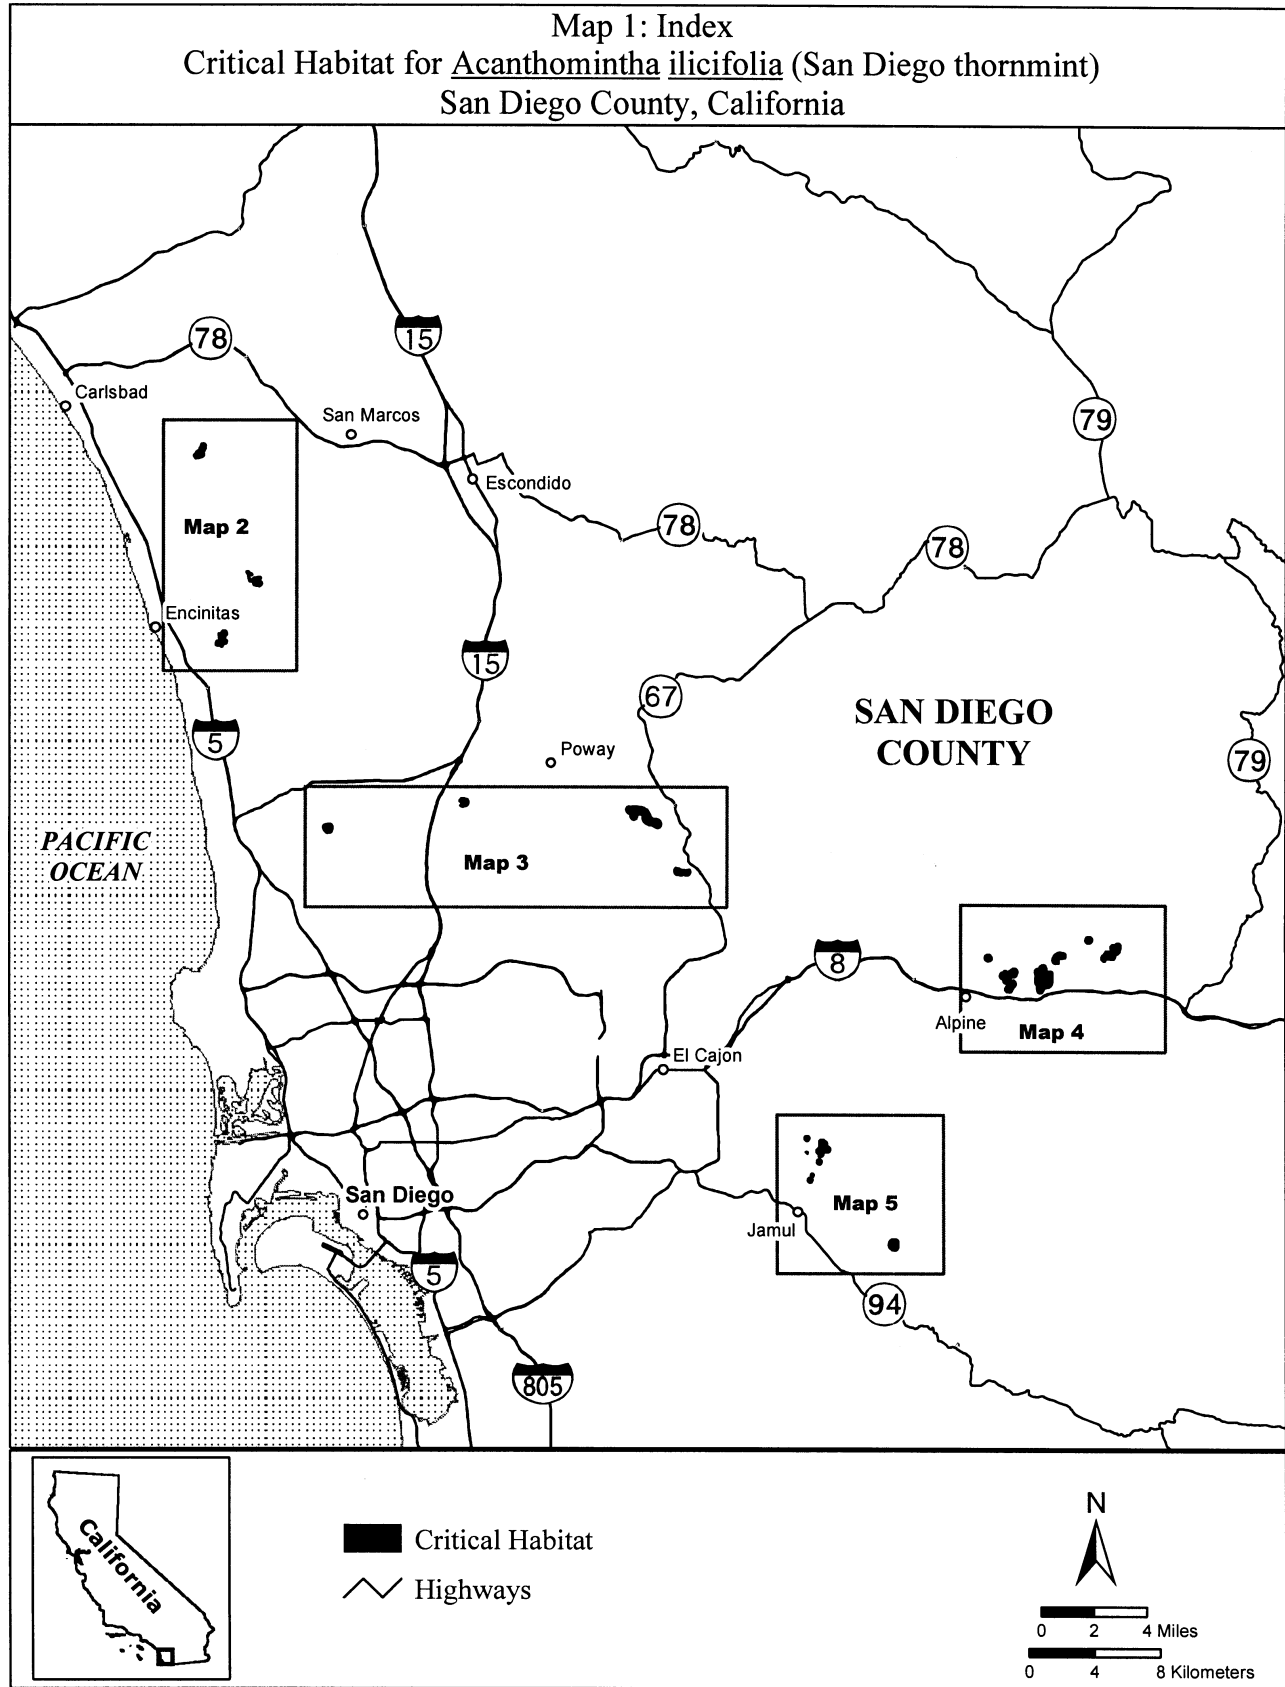 Map 1: Index
Critical Habitat for Acanthomintha ilicifolia (San Diego thornmint)
San Diego County, California
78
15
Carlsbad
San Marcos
79
Escondido
Map 2
78
78
Encinitas
15
67
SAN DIEGO
COUNTY
5
Poway
79
PACIFIC
OCEAN
Map 3
8
Alpine
Map 4
El Cajon
San Diego
Map 5
Jamul
5
94
805
California
Critical Habitat
Highways
N
0 2 4 Miles
0 4 8 Kilometers